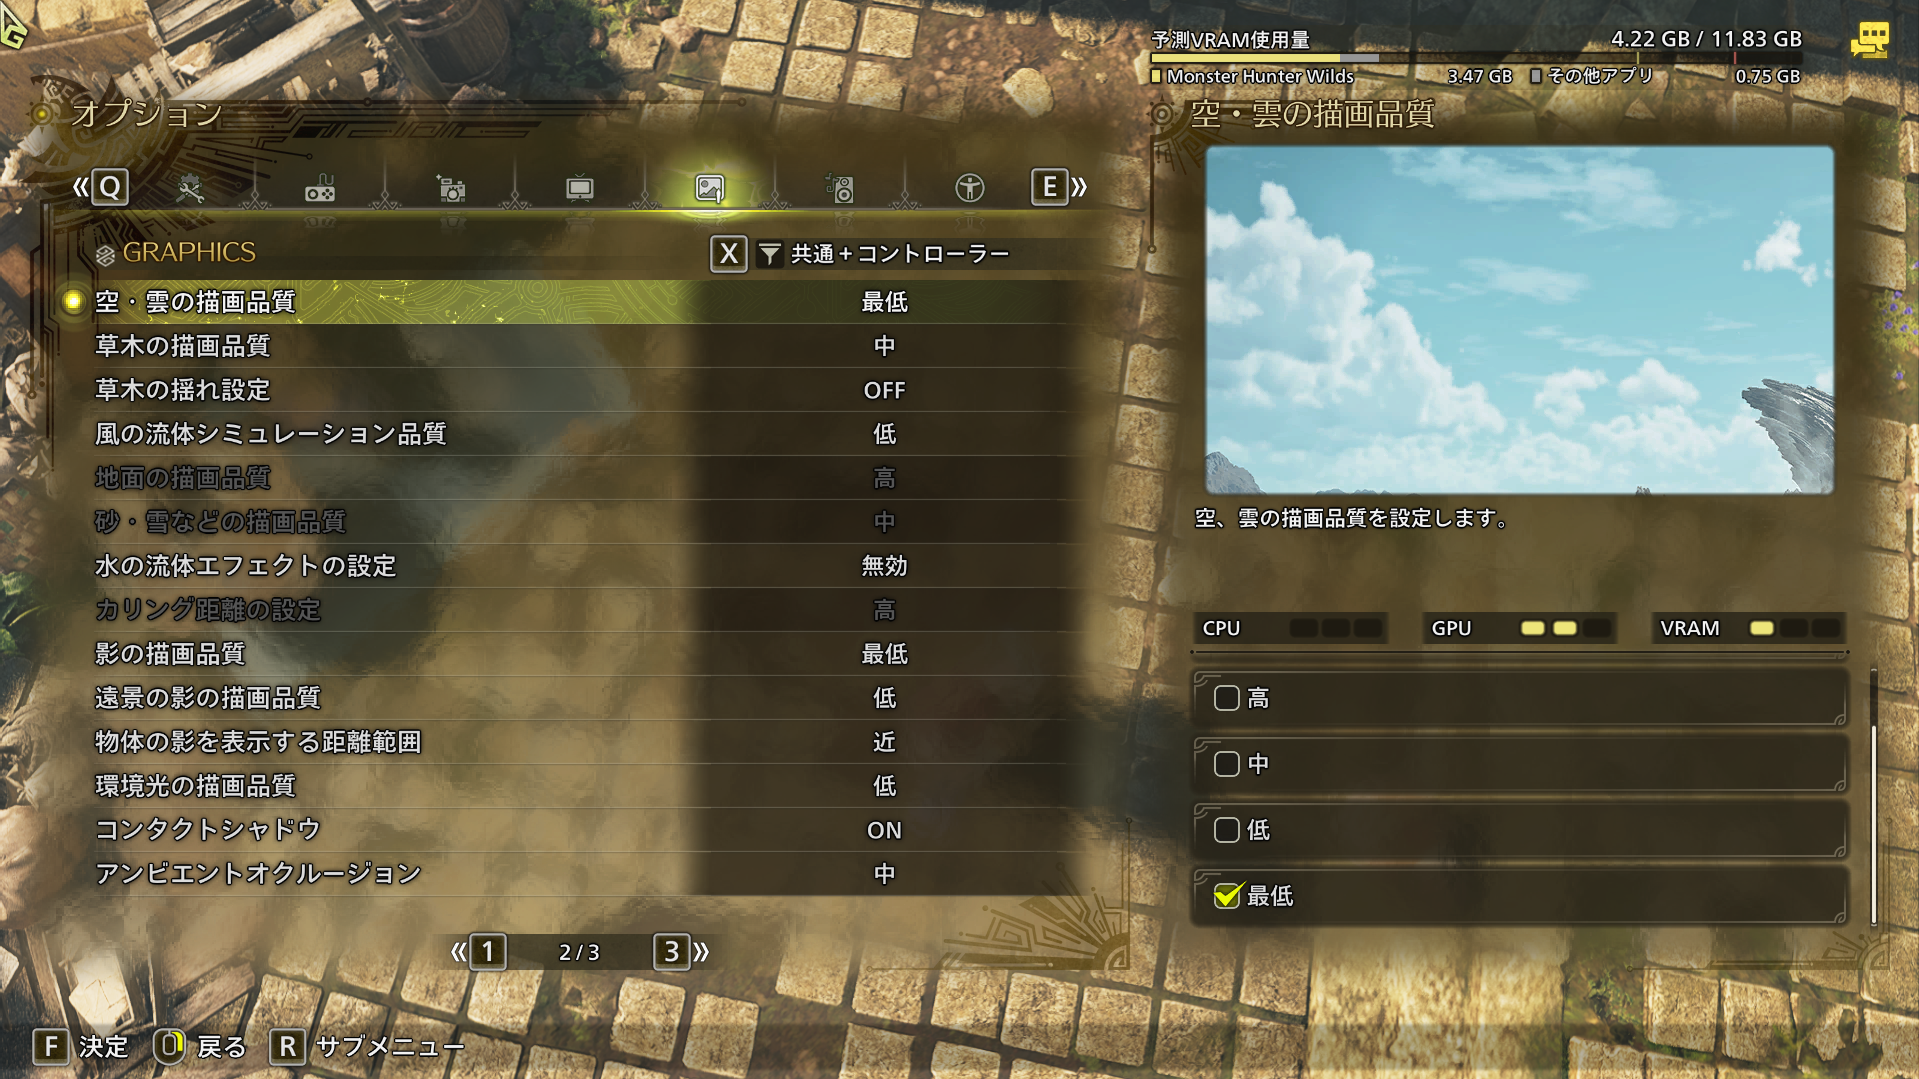 予測VRAM使用量 4.22 GB / 11.83 GB
Monster Hunter Wilds 3.47 GB その他アプリ 0.75 GB
オプション
Q
E
GRAPHICS X 共通+コントローラー
空・雲の描画品質 最低
草木の描画品質 中
草木の揺れ設定 OFF
風の流体シミュレーション品質 低
地面の描画品質 高
砂・雪などの描画品質 中
水の流体エフェクトの設定 無効
カリング距離の設定 高
影の描画品質 最低
遠景の影の描画品質 低
物体の影を表示する距離範囲 近
環境光の描画品質 低
コンタクトシャドウ ON
アンビエントオクルージョン 中
1 2/3 3
空・雲の描画品質
空、雲の描画品質を設定します。
CPU GPU VRAM
高
中
低
最低
F 決定 戻る R サブメニュー